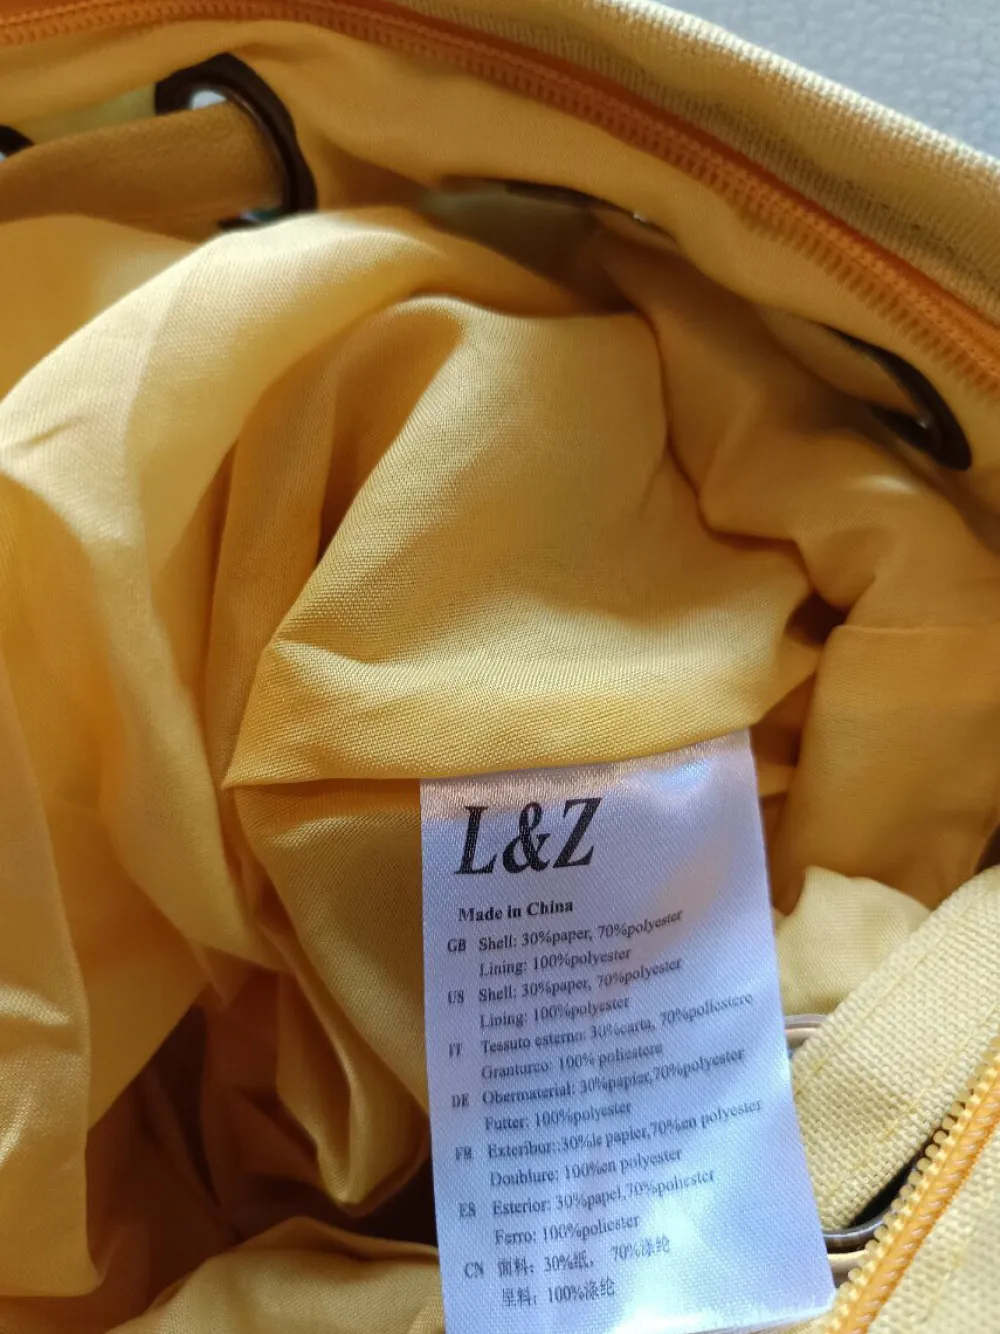 L&Z
Made in China
GB Shell: 30%paper, 70%polyester
Lining: 100%polyester
US Shell: 30%paper, 70%polyester
Lining: 100%polyester
IT Tessuto esterno: 30%carta, 70%poliestere
Granturco: 100% poliestere
DE Obermaterial: 30%papier,70%polyester
Futter: 100%polyester
FR Exteribur:30%le papier,70%en polyester
Doublure: 100%en polyester
ES Esterior: 30%papel,70%poliester
Ferro: 100%poliester
CN 面料：30%纸， 70%涤纶
里料：100%涤纶